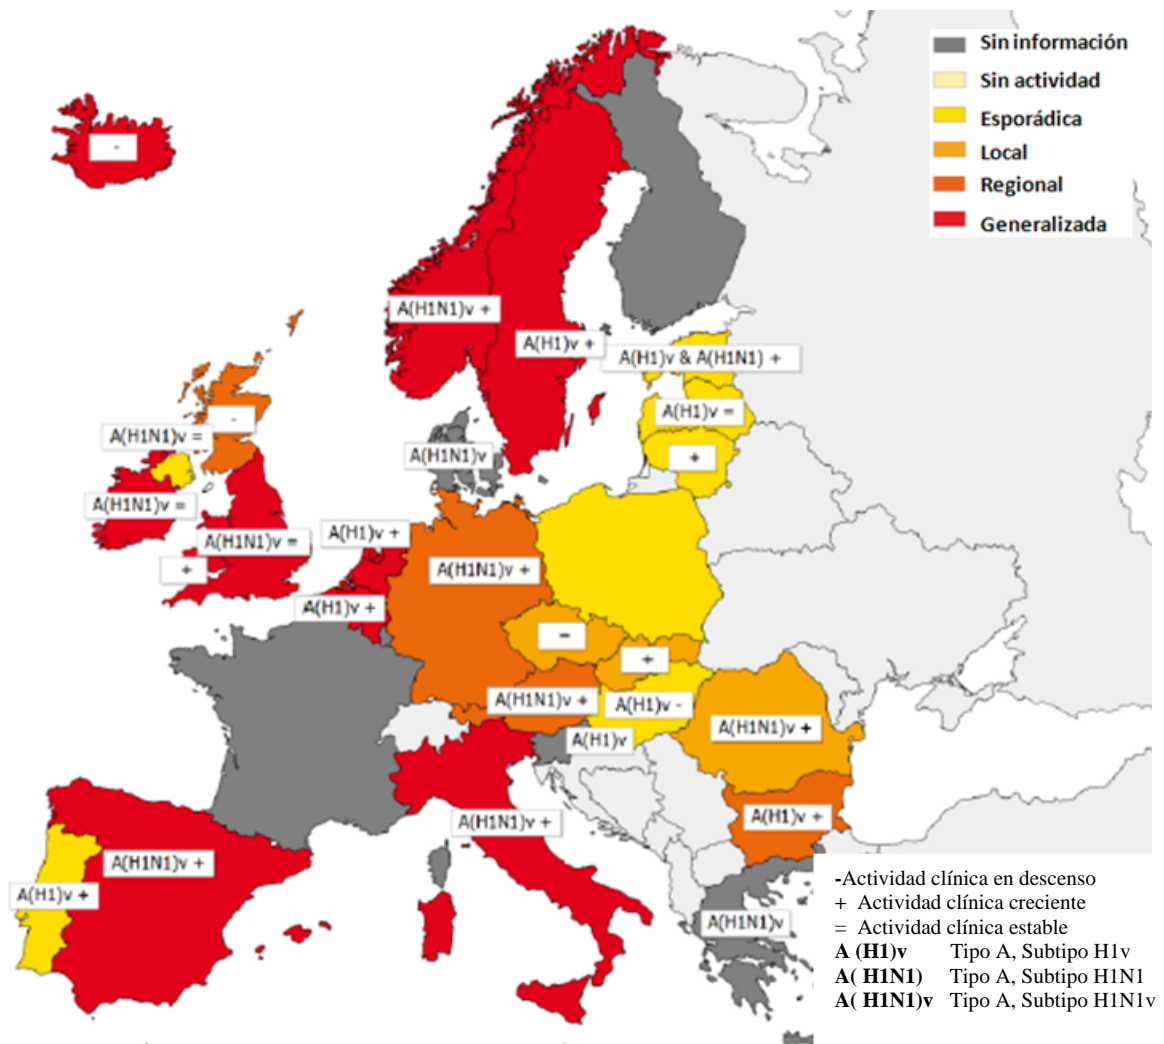 Sin información
Sin actividad
Esporádica
Local
Regional
Generalizada
-
A(H1N1)v +
A(H1)v +
A(H1)v & A(H1N1) +
A(H1)v =
-
A(H1N1)v =
A(H1N1)v
+
A(H1N1)v =
A(H1)v +
A(H1N1)v =
A(H1N1)v +
+
A(H1)v +
=
+
A(H1N1)v +
A(H1)v -
A(H1N1)v +
A(H1)v
A(H1N1)v +
A(H1)v +
A(H1N1)v +
A(H1)v +
A(H1N1)v
-Actividad clínica en descenso
+ Actividad clínica creciente
= Actividad clínica estable
A (H1)v Tipo A, Subtipo H1v
A( H1N1) Tipo A, Subtipo H1N1
A( H1N1)v Tipo A, Subtipo H1N1v